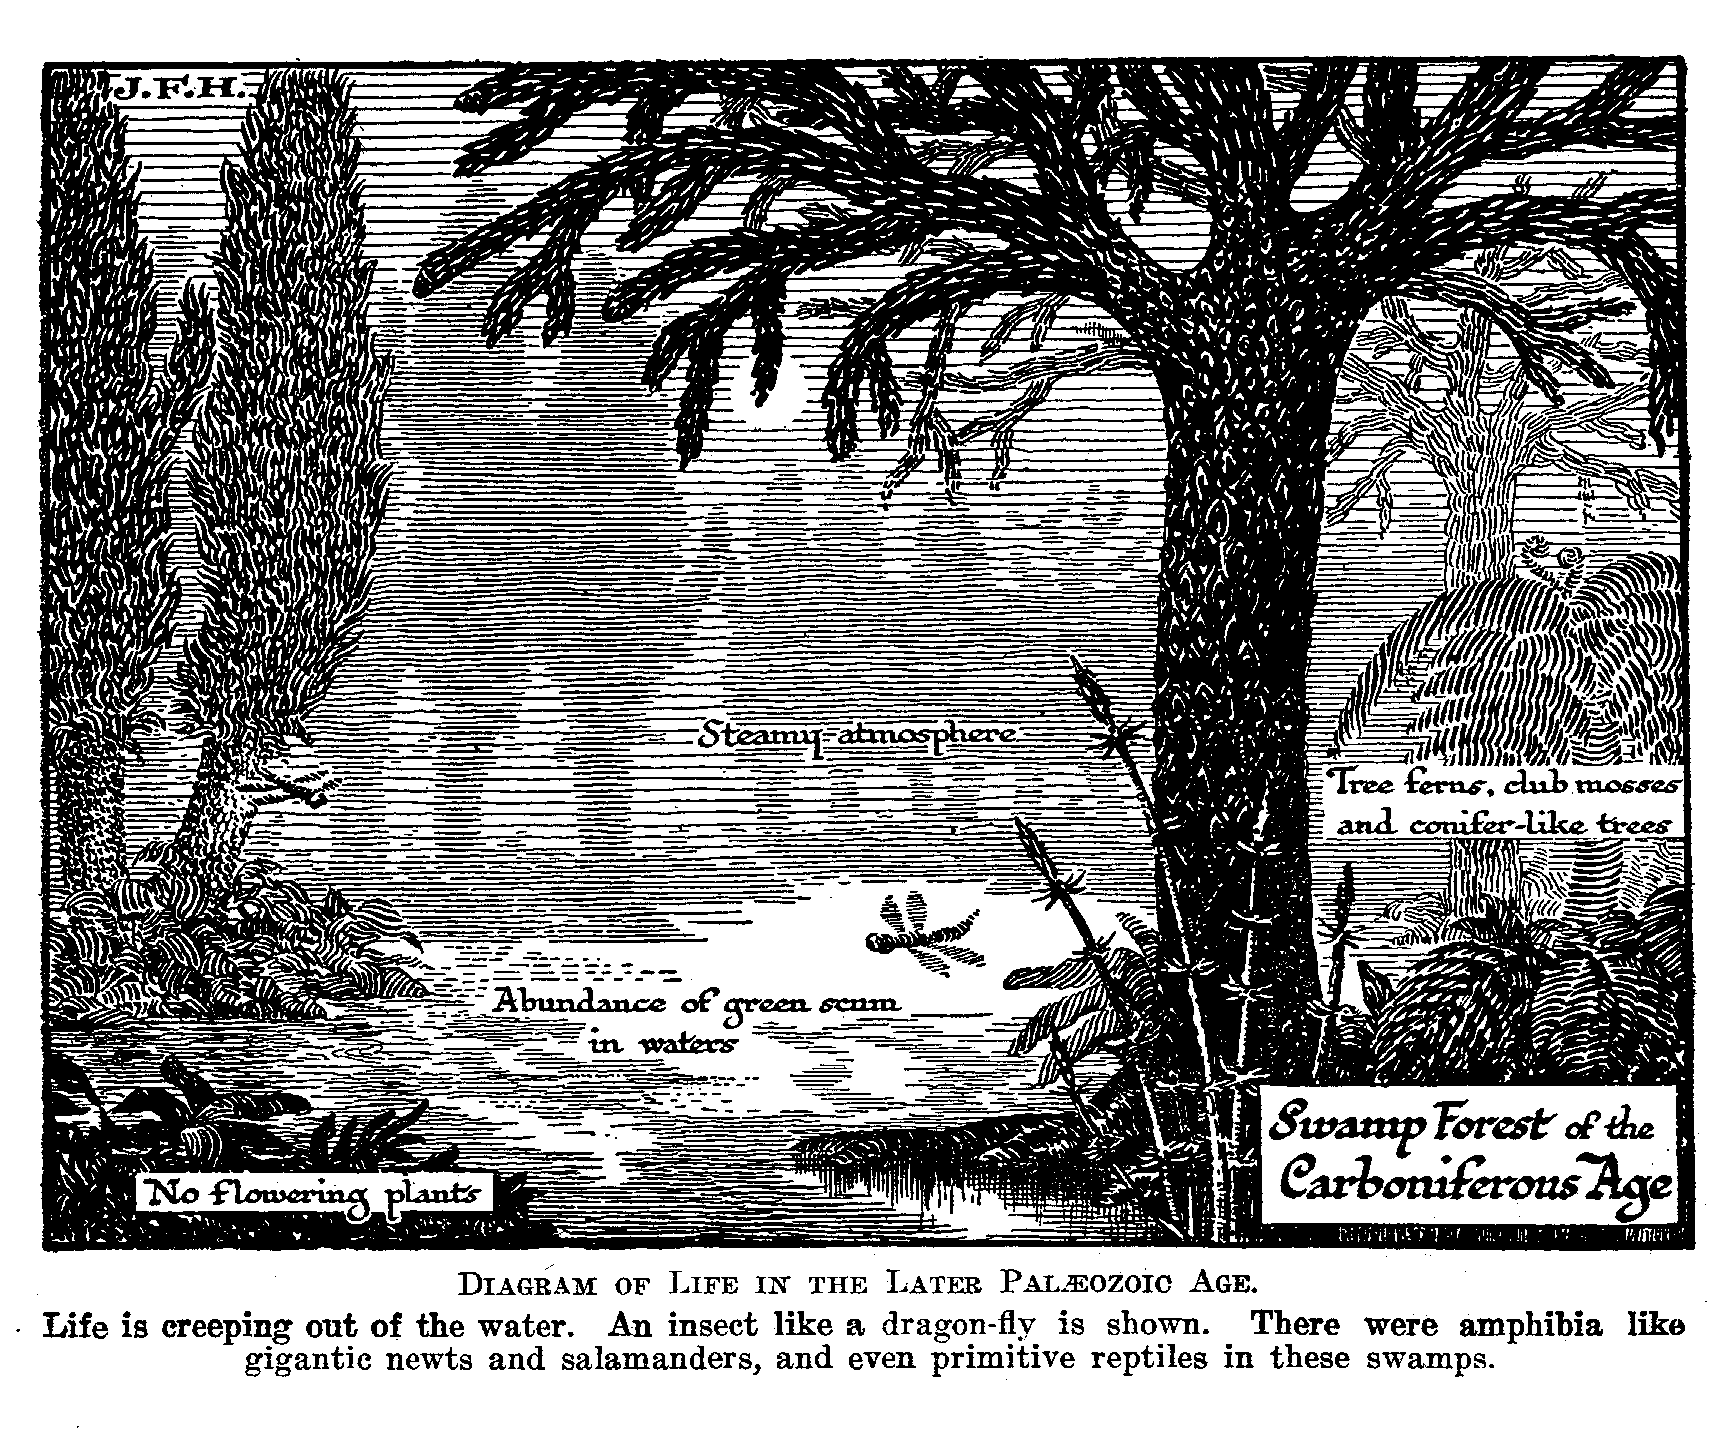 J.F.H.
Steamy atmosphere
Tree ferns, club mosses
and conifer-like trees
Abundance of green scum
in waters
No flowering plants
Swamp Forest of the
Carboniferous Age
Diagram of Life in the Later Palæozoic Age.
Life is creeping out of the water. An insect like a dragon-fly is shown. There were amphibia like
gigantic newts and salamanders, and even primitive reptiles in these swamps.